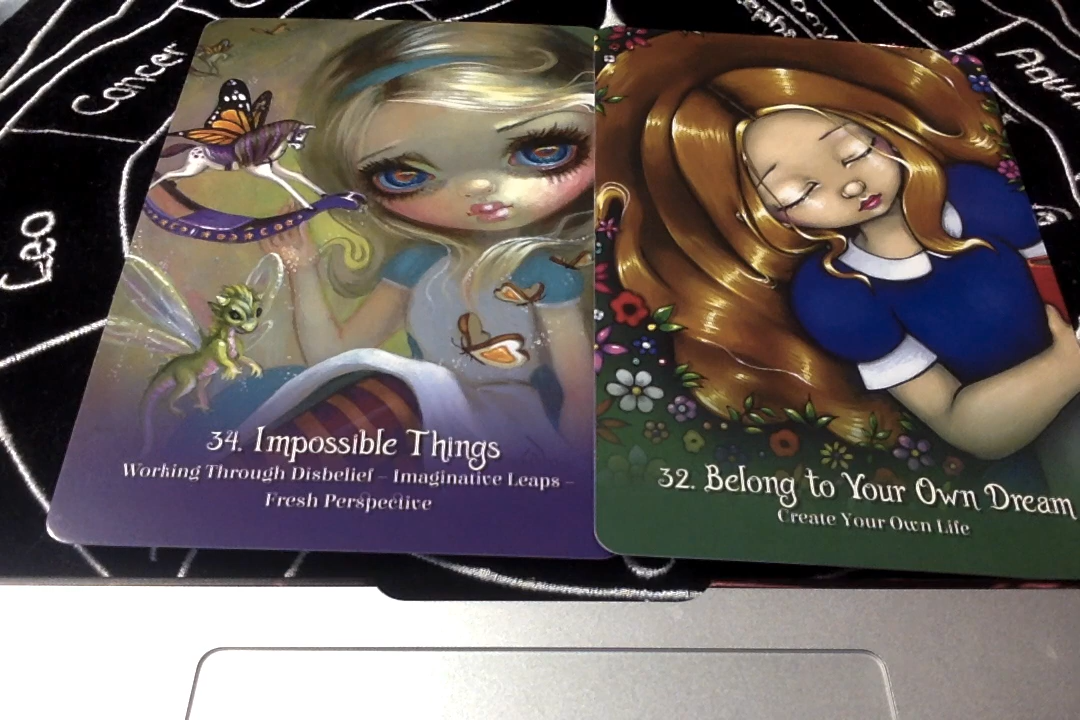 Cancer
Leo
34. Impossible Things
Working Through Disbelief – Imaginative Leaps –
Fresh Perspective
32. Belong to Your Own Dream
Create Your Own Life